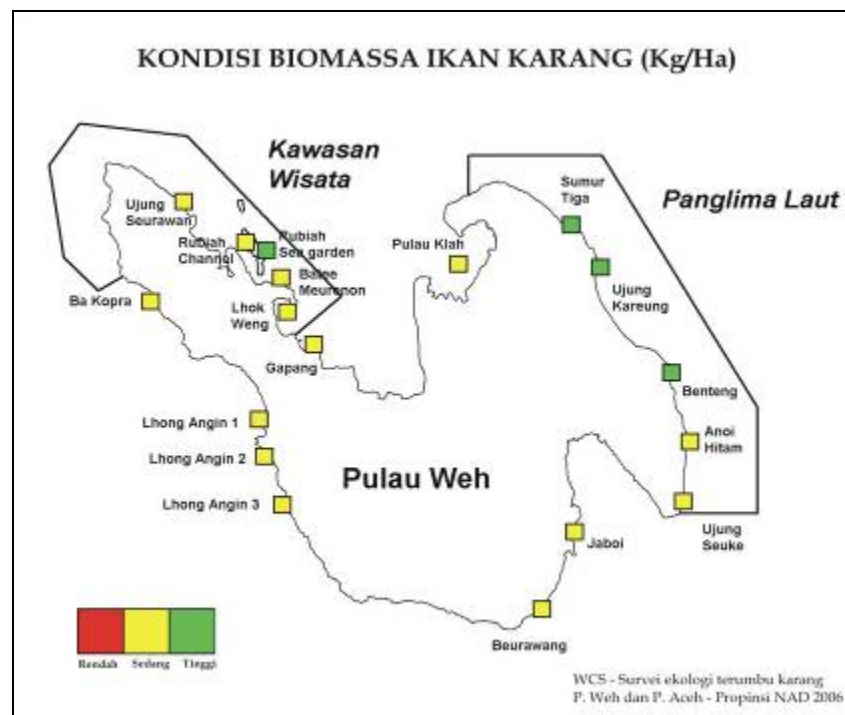 KONDISI BIOMASSA IKAN KARANG (Kg/Ha)
Kawasan
Wisata
Sumur
Tiga
Panglima Laut
Ujung
Seurawan
Rubiah
Channel
Rubiah
Sea garden
Pulau Klah
Balee
Meuronon
Ujung
Kareung
Ba Kopra
Lhok
Weng
Gapang
Benteng
Lhong Angin 1
Anoi
Hitam
Lhong Angin 2
Pulau Weh
Lhong Angin 3
Ujung
Seuke
Jaboi
Beurawang
Rendah Sedang Tinggi
WCS - Survei ekologi terumbu karang
P. Weh dan P. Aceh - Propinsi NAD 2006